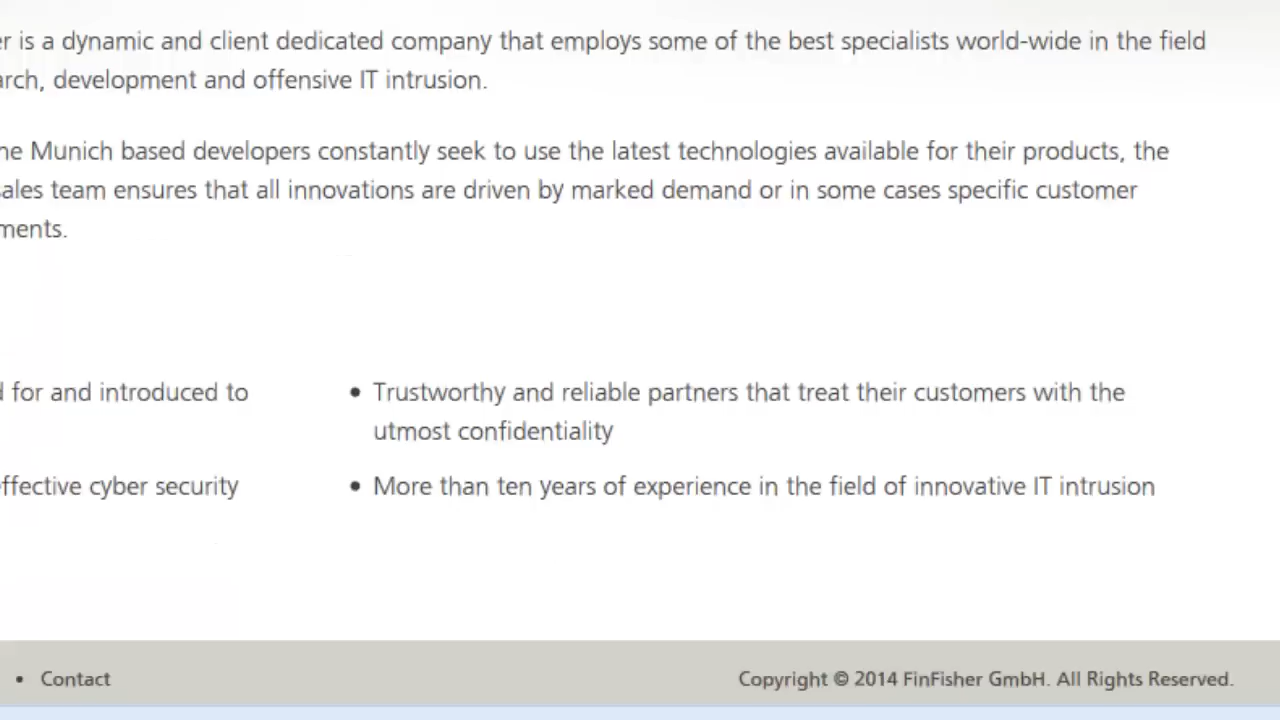 er is a dynamic and client dedicated company that employs some of the best specialists world-wide in the field
arch, development and offensive IT intrusion.
he Munich based developers constantly seek to use the latest technologies available for their products, the
sales team ensures that all innovations are driven by marked demand or in some cases specific customer
ments.
d for and introduced to
• Trustworthy and reliable partners that treat their customers with the
utmost confidentiality
effective cyber security
• More than ten years of experience in the field of innovative IT intrusion
• Contact
Copyright © 2014 FinFisher GmbH. All Rights Reserved.